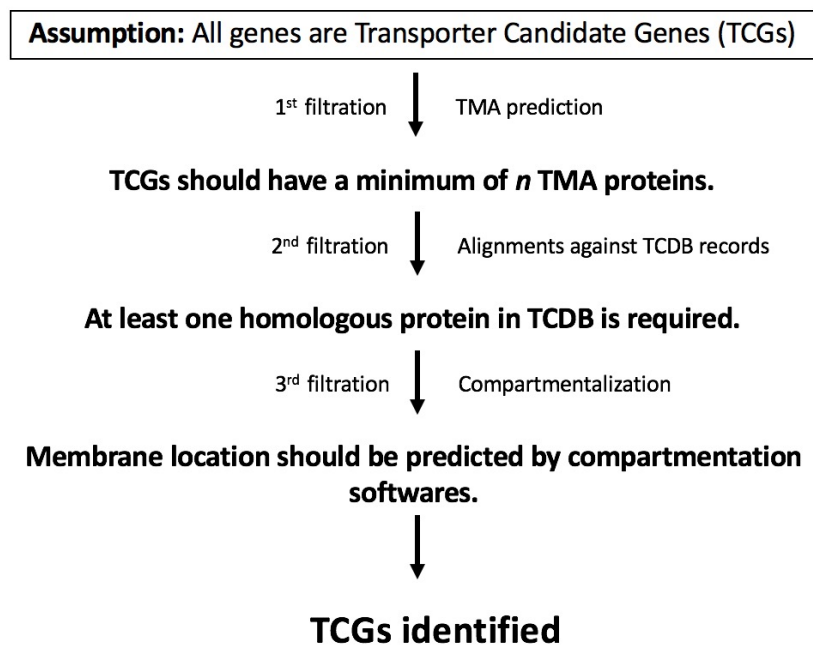 Assumption: All genes are Transporter Candidate Genes (TCGs)
1st filtration TMA prediction
TCGs should have a minimum of n TMA proteins.
2nd filtration Alignments against TCDB records
At least one homologous protein in TCDB is required.
3rd filtration Compartmentalization
Membrane location should be predicted by compartmentation
softwares.
TCGs identified